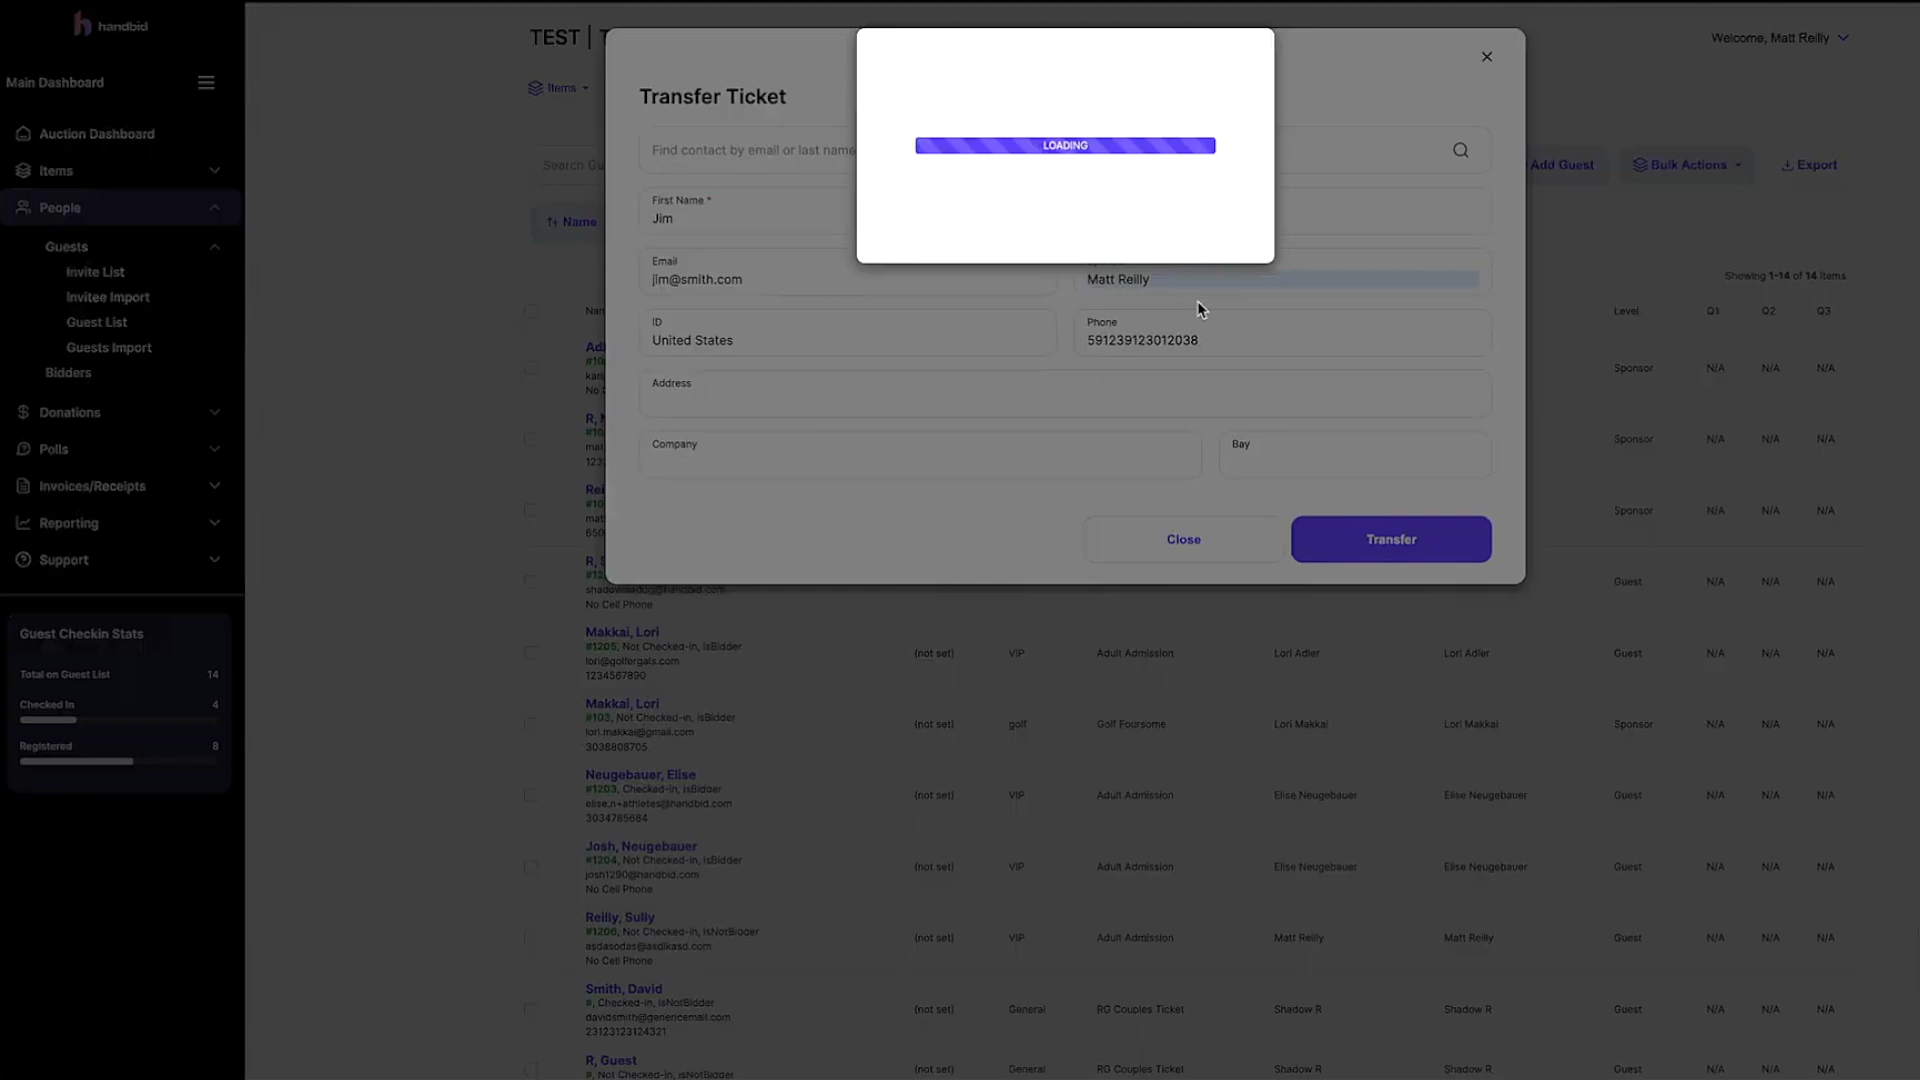 handbid
Main Dashboard
Auction Dashboard
Items
People
Guests
Invite List
Invitee Import
Guest List
Guests Import
Bidders
Donations
Polls
Invoices/Receipts
Reporting
Support
Guest Checkin Stats
Total on Guest List 14
Checked In 4
Registered 8
TEST |
Welcome, Matt Reilly
Items
Search Gu
Add Guest
Bulk Actions
Export
Name
Showing 1-14 of 14 Items
Transfer Ticket
Find contact by email or last name
LOADING
First Name *
Jim
Email
jim@smith.com
Matt Reilly
ID
United States
Phone
591239123012038
Address
Company
Bay
Close
Transfer
Nan Level Q1 Q2 Q3
Sponsor N/A N/A N/A
Sponsor N/A N/A N/A
Sponsor N/A N/A N/A
Guest N/A N/A N/A
No Cell Phone
Makkai, Lori
#1205, Not Checked-in, isBidder
lori@golfergals.com
1234567890
(not set) VIP Adult Admission Lori Adler Lori Adler Guest N/A N/A N/A
Makkai, Lori
#103, Not Checked-in, isBidder
lori.makkai@gmail.com
3038808705
(not set) golf Golf Foursome Lori Makkai Lori Makkai Sponsor N/A N/A N/A
Neugebauer, Elise
#1203, Checked-in, isBidder
elise.n+athletes@handbid.com
3034785684
(not set) VIP Adult Admission Elise Neugebauer Elise Neugebauer Guest N/A N/A N/A
Josh, Neugebauer
#1204, Not Checked-in, isBidder
josh1290@handbid.com
No Cell Phone
(not set) VIP Adult Admission Elise Neugebauer Elise Neugebauer Guest N/A N/A N/A
Reilly, Sully
#1206, Not Checked-in, isNotBidder
asdasodas@asdlkasd.com
No Cell Phone
(not set) VIP Adult Admission Matt Reilly Matt Reilly Guest N/A N/A N/A
Smith, David
#, Checked-in, isNotBidder
davidsmith@genericemail.com
23123123124321
(not set) General RG Couples Ticket Shadow R Shadow R Guest N/A N/A N/A
R, Guest
#, Not Checked-in, isNotBidder
(not set) General RG Couples Ticket Shadow R Shadow R Guest N/A N/A N/A